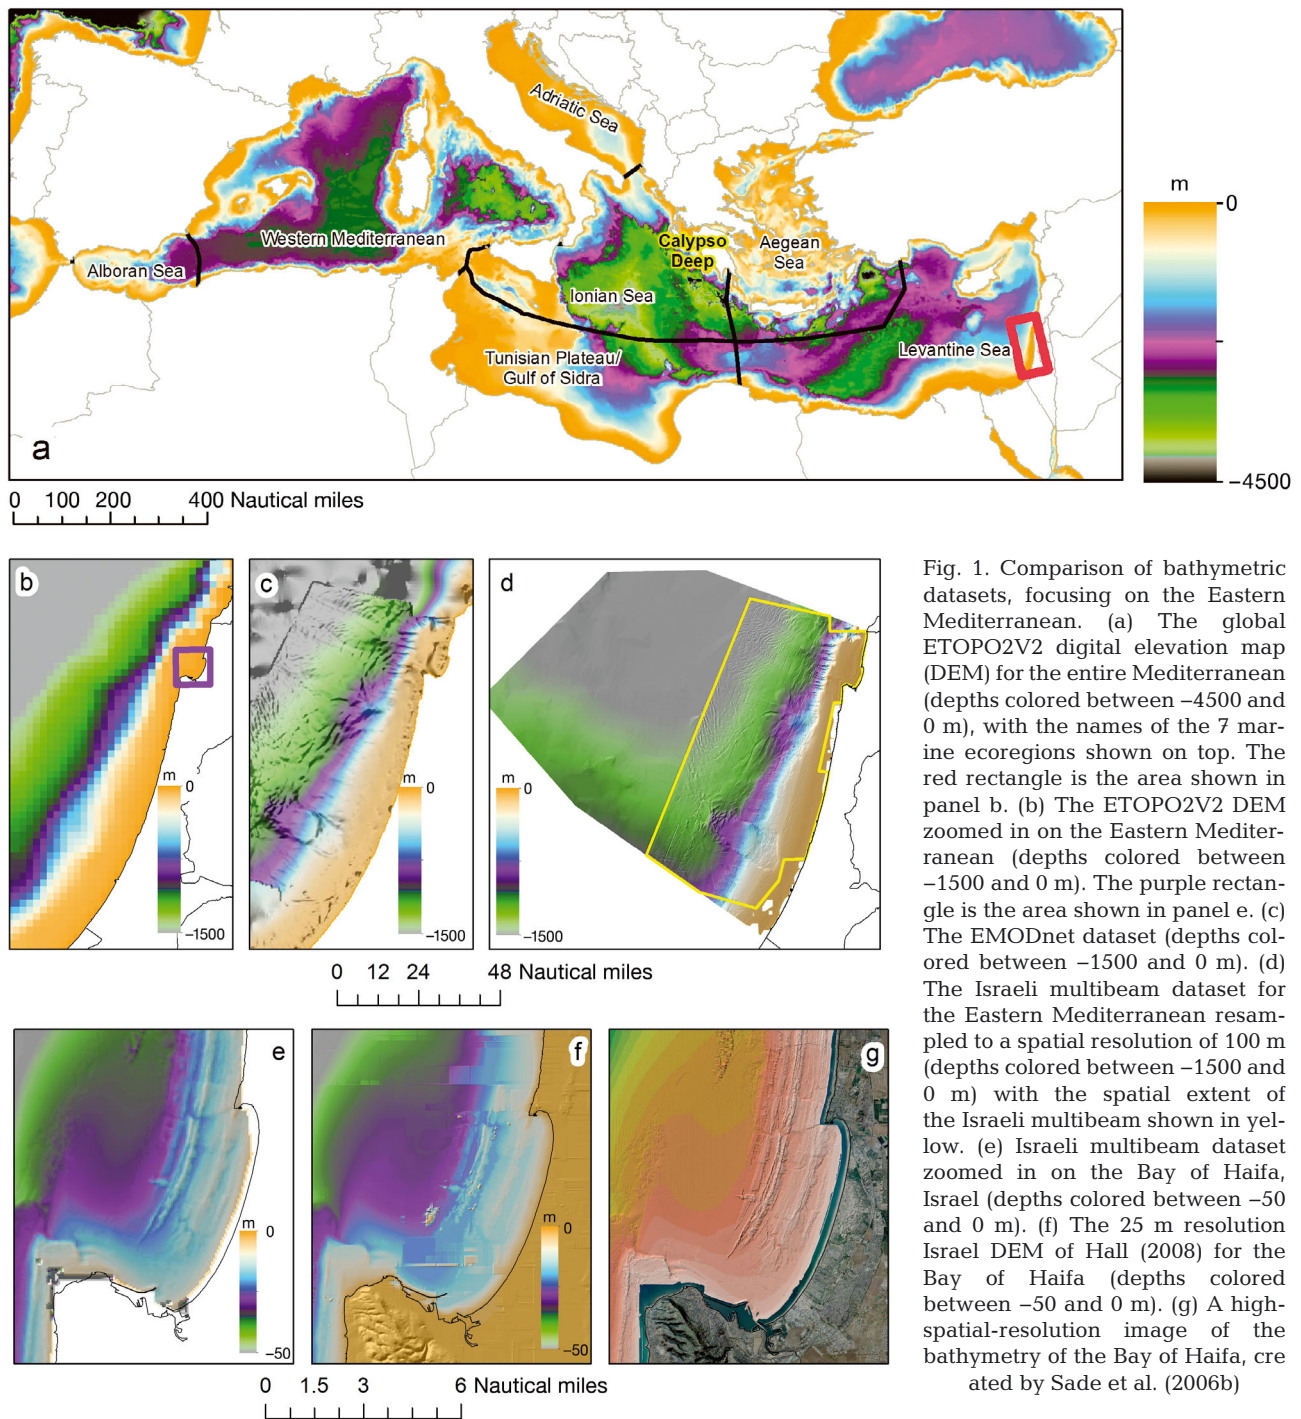 Adriatic Sea
Western Mediterranean
Alboran Sea
Calypso
Deep
Aegean
Sea
Ionian Sea
Tunisian Plateau/
Gulf of Sidra
Levantine Sea
a
m
0
−4500
0 100 200 400 Nautical miles
b
m
0
−1500
c
m
0
−1500
d
m
0
−1500
0 12 24 48 Nautical miles
e
m
0
−50
f
m
0
−50
g
0 1.5 3 6 Nautical miles
Fig. 1. Comparison of bathymetric
datasets, focusing on the Eastern
Mediterranean. (a) The global
ETOPO2V2 digital elevation map
(DEM) for the entire Mediterranean
(depths colored between −4500 and
0 m), with the names of the 7 mar-
ine ecoregions shown on top. The
red rectangle is the area shown in
panel b. (b) The ETOPO2V2 DEM
zoomed in on the Eastern Mediter-
ranean (depths colored between
−1500 and 0 m). The purple rectan-
gle is the area shown in panel e. (c)
The EMODnet dataset (depths col-
ored between −1500 and 0 m). (d)
The Israeli multibeam dataset for
the Eastern Mediterranean resam-
pled to a spatial resolution of 100 m
(depths colored between −1500 and
0 m) with the spatial extent of
the Israeli multibeam shown in yel-
low. (e) Israeli multibeam dataset
zoomed in on the Bay of Haifa,
Israel (depths colored between −50
and 0 m). (f) The 25 m resolution
Israel DEM of Hall (2008) for the
Bay of Haifa (depths colored
between −50 and 0 m). (g) A high-
spatial-resolution image of the
bathymetry of the Bay of Haifa, cre
ated by Sade et al. (2006b)